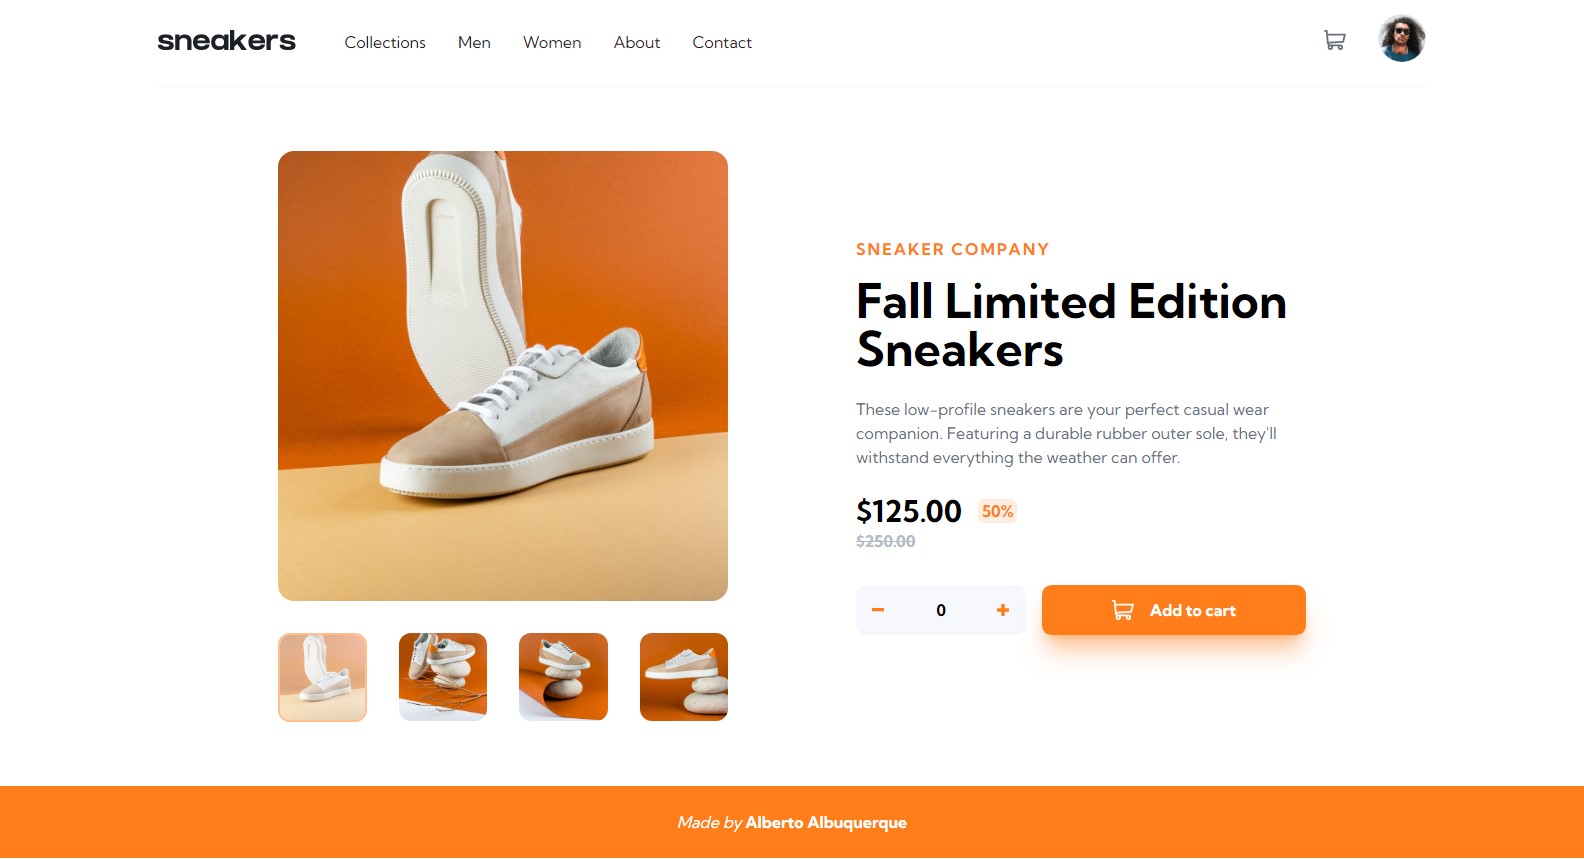 sneakers
Collections Men Women About Contact
SNEAKER COMPANY
Fall Limited Edition
Sneakers
These low-profile sneakers are your perfect casual wear
companion. Featuring a durable rubber outer sole, they'll
withstand everything the weather can offer.
$125.00 50%
$250.00
0
Add to cart
Made by Alberto Albuquerque